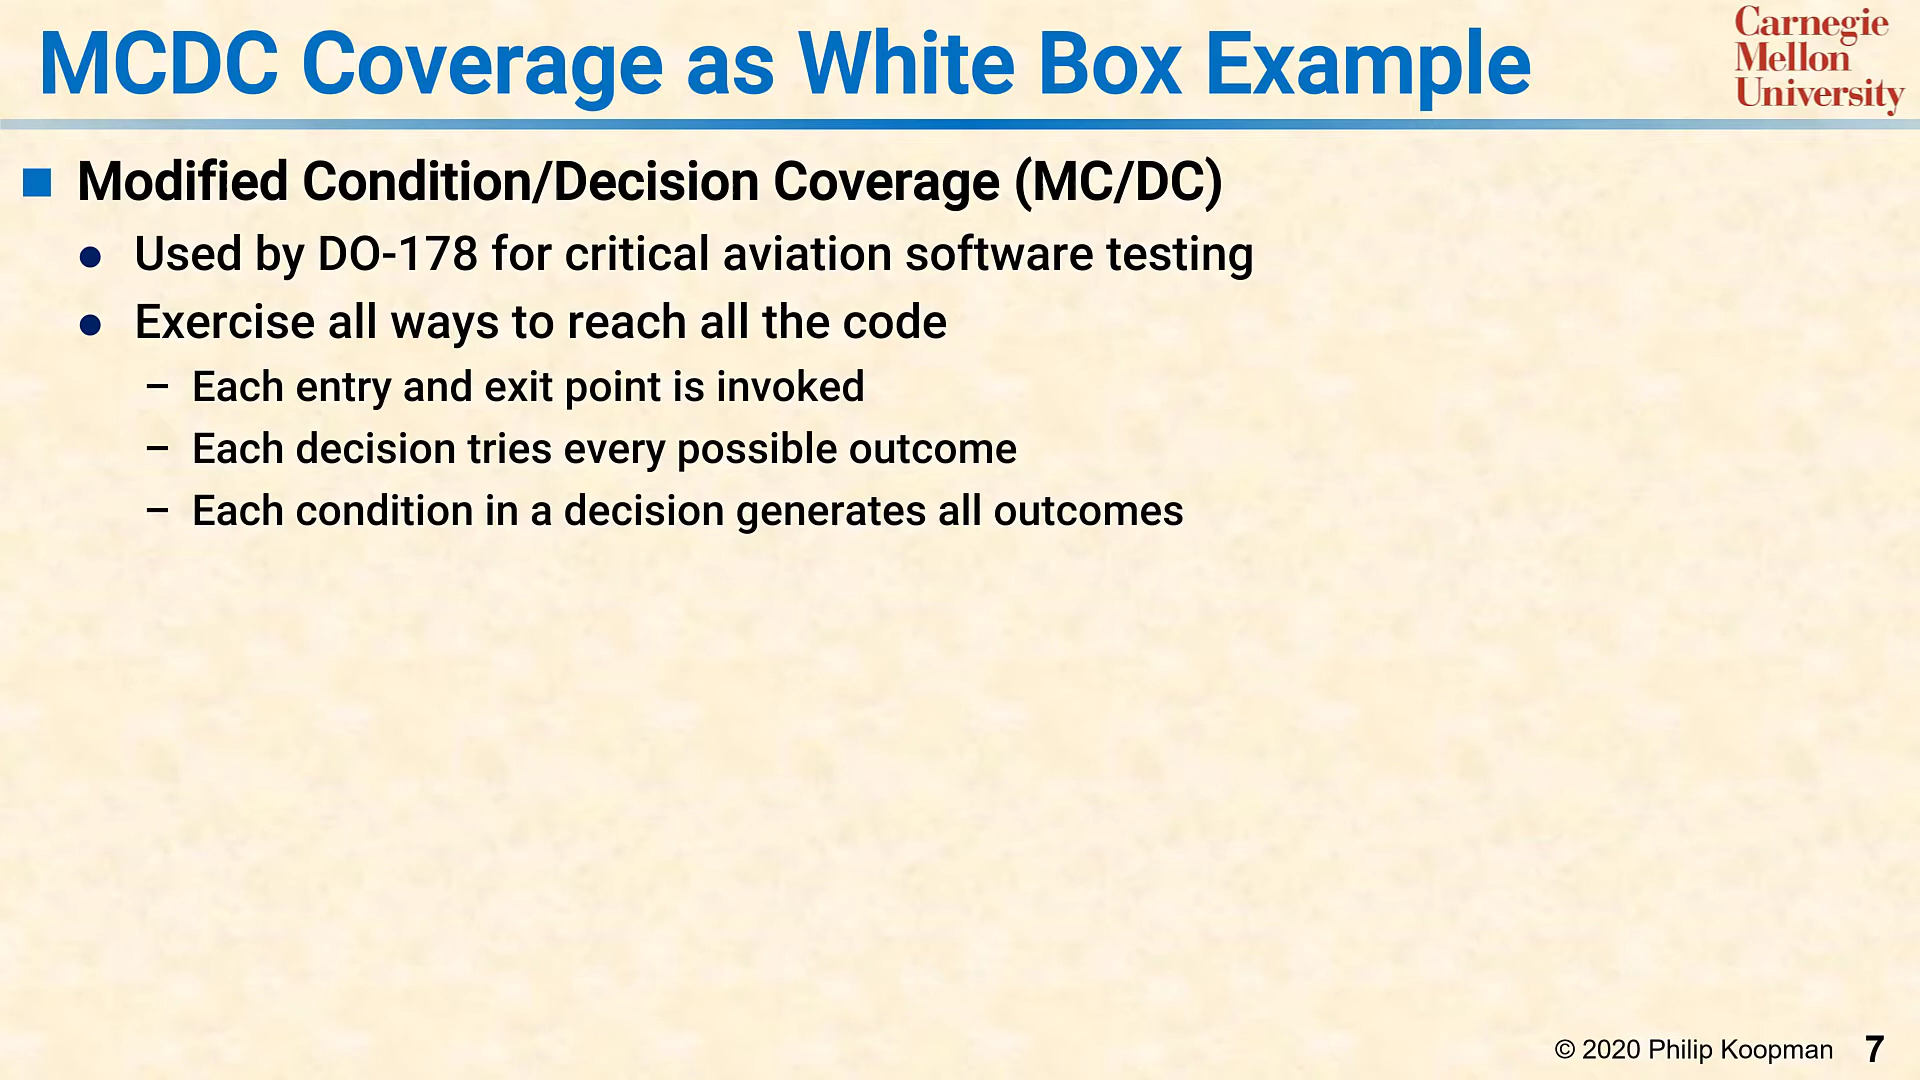 MCDC Coverage as White Box Example
Carnegie
Mellon
University
Modified Condition/Decision Coverage (MC/DC)
Used by DO-178 for critical aviation software testing
Exercise all ways to reach all the code
– Each entry and exit point is invoked
– Each decision tries every possible outcome
– Each condition in a decision generates all outcomes
© 2020 Philip Koopman 7